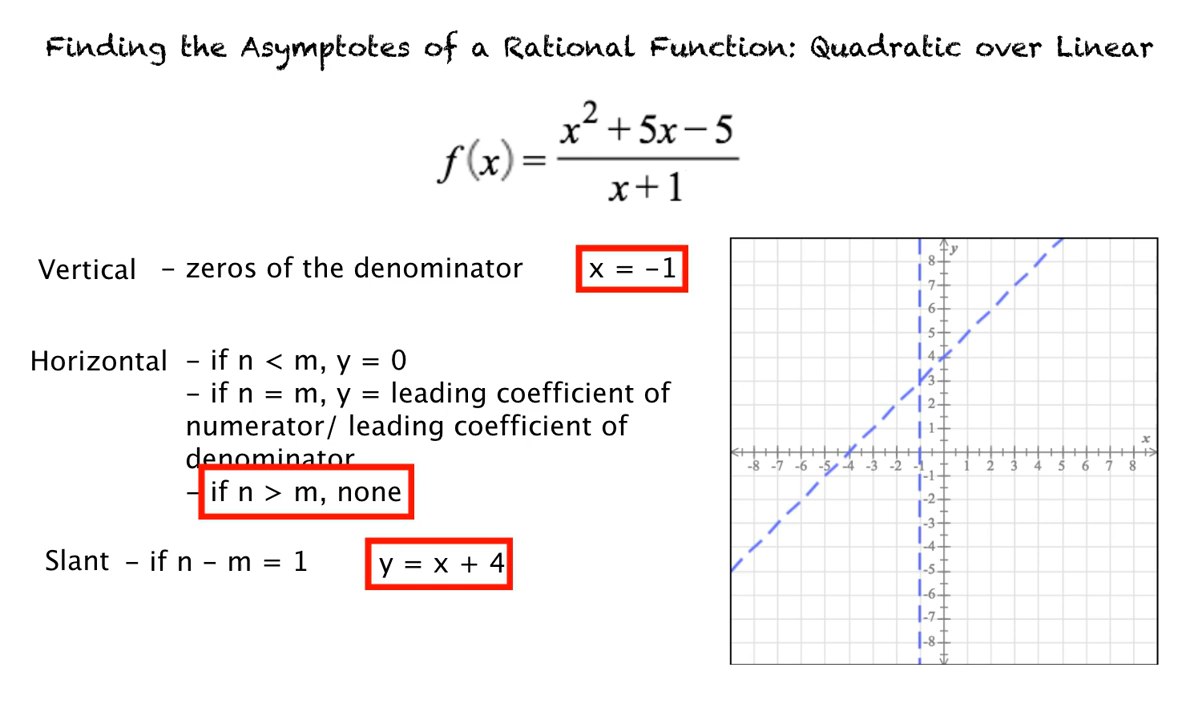 Finding the Asymptotes of a Rational Function: Quadratic over Linear
f(x) = (x² + 5x − 5) / (x + 1)
Vertical - zeros of the denominator
x = -1
Horizontal - if n < m, y = 0
- if n = m, y = leading coefficient of
numerator/ leading coefficient of
denominator
- if n > m, none
Slant - if n - m = 1
y = x + 4
y
8
7
6
5
4
3
2
1
x
-8 -7 -6 -5 -4 -3 -2 -1 1 2 3 4 5 6 7 8
-1
-2
-3
-4
-5
-6
-7
-8